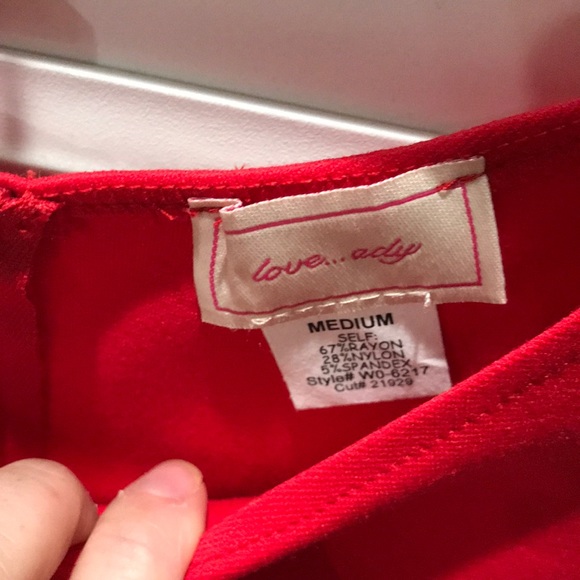 love...ady
MEDIUM
SELF:
67%RAYON
28%NYLON
5%SPANDEX
Style# W0-6217
Cut# 21929